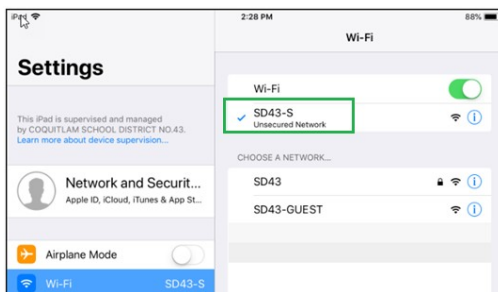 iPad
2:28 PM
88%
Settings
Wi-Fi
This iPad is supervised and managed
by COQUITLAM SCHOOL DISTRICT NO.43.
Learn more about device supervision...
Network and Securit...
Apple ID, iCloud, iTunes & App St...
Airplane Mode
Wi-Fi SD43-S
Wi-Fi
SD43-S
Unsecured Network
CHOOSE A NETWORK...
SD43
SD43-GUEST